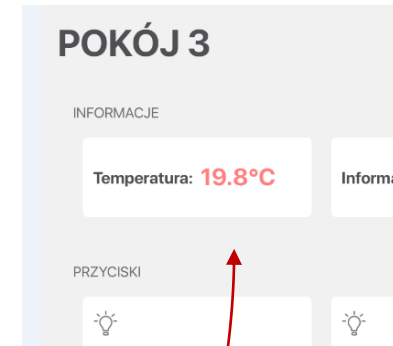 POKÓJ 3
INFORMACJE
Temperatura: 19.8°C
PRZYCISKI